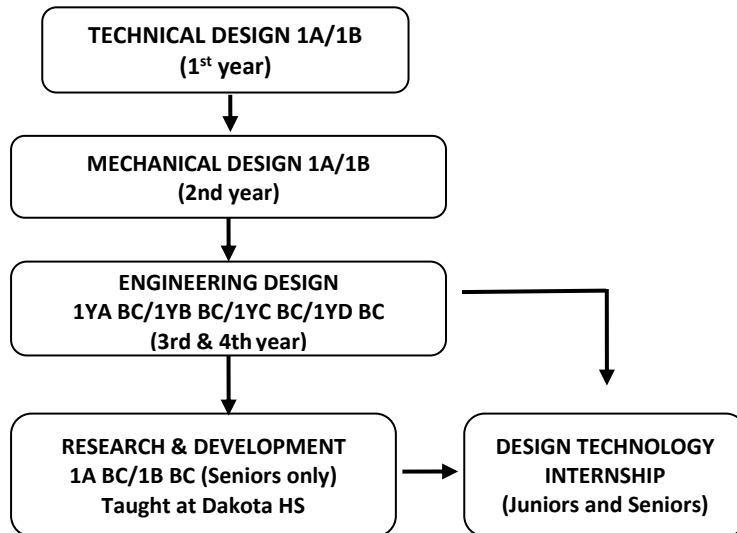 TECHNICAL DESIGN 1A/1B
(1st year)
MECHANICAL DESIGN 1A/1B
(2nd year)
ENGINEERING DESIGN
1YA BC/1YB BC/1YC BC/1YD BC
(3rd & 4th year)
RESEARCH & DEVELOPMENT
1A BC/1B BC (Seniors only)
Taught at Dakota HS
DESIGN TECHNOLOGY
INTERNSHIP
(Juniors and Seniors)